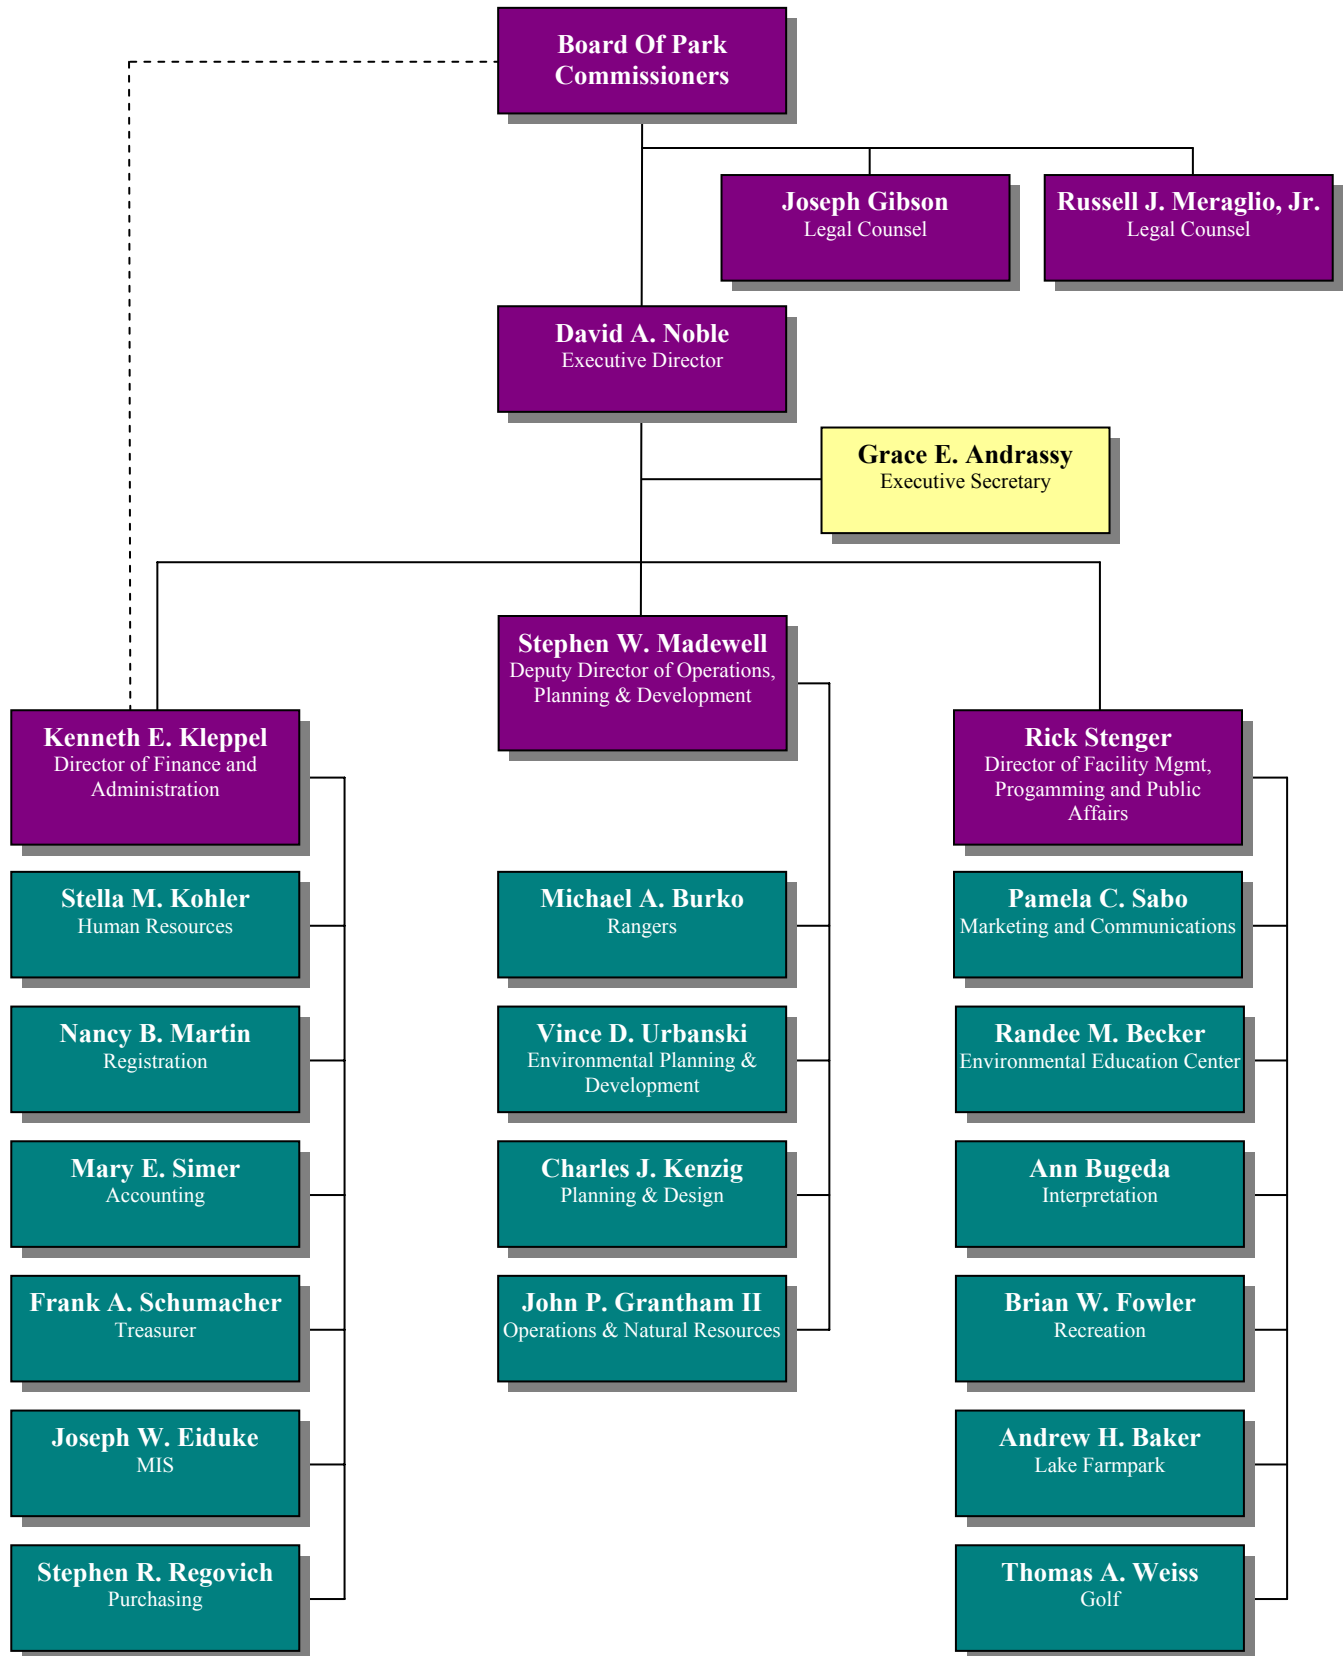 Board Of Park
Commissioners
Joseph Gibson
Legal Counsel
Russell J. Meraglio, Jr.
Legal Counsel
David A. Noble
Executive Director
Grace E. Andrassy
Executive Secretary
Stephen W. Madewell
Deputy Director of Operations,
Planning & Development
Kenneth E. Kleppel
Director of Finance and
Administration
Rick Stenger
Director of Facility Mgmt,
Progamming and Public
Affairs
Stella M. Kohler
Human Resources
Michael A. Burko
Rangers
Pamela C. Sabo
Marketing and Communications
Nancy B. Martin
Registration
Vince D. Urbanski
Environmental Planning &
Development
Randee M. Becker
Environmental Education Center
Mary E. Simer
Accounting
Charles J. Kenzig
Planning & Design
Ann Bugeda
Interpretation
Frank A. Schumacher
Treasurer
John P. Grantham II
Operations & Natural Resources
Brian W. Fowler
Recreation
Joseph W. Eiduke
MIS
Andrew H. Baker
Lake Farmpark
Stephen R. Regovich
Purchasing
Thomas A. Weiss
Golf